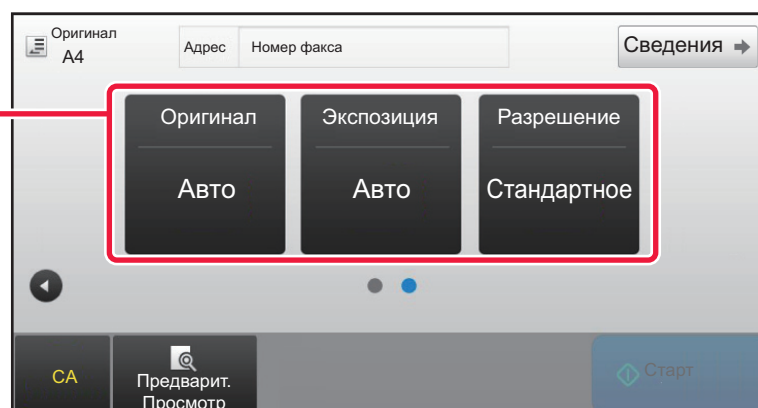 Оригинал
A4
Адрес
Номер факса
Сведения
Оригинал
Экспозиция
Разрешение
Авто
Авто
Стандартное
CA
Предварит.
Просмотр
Старт